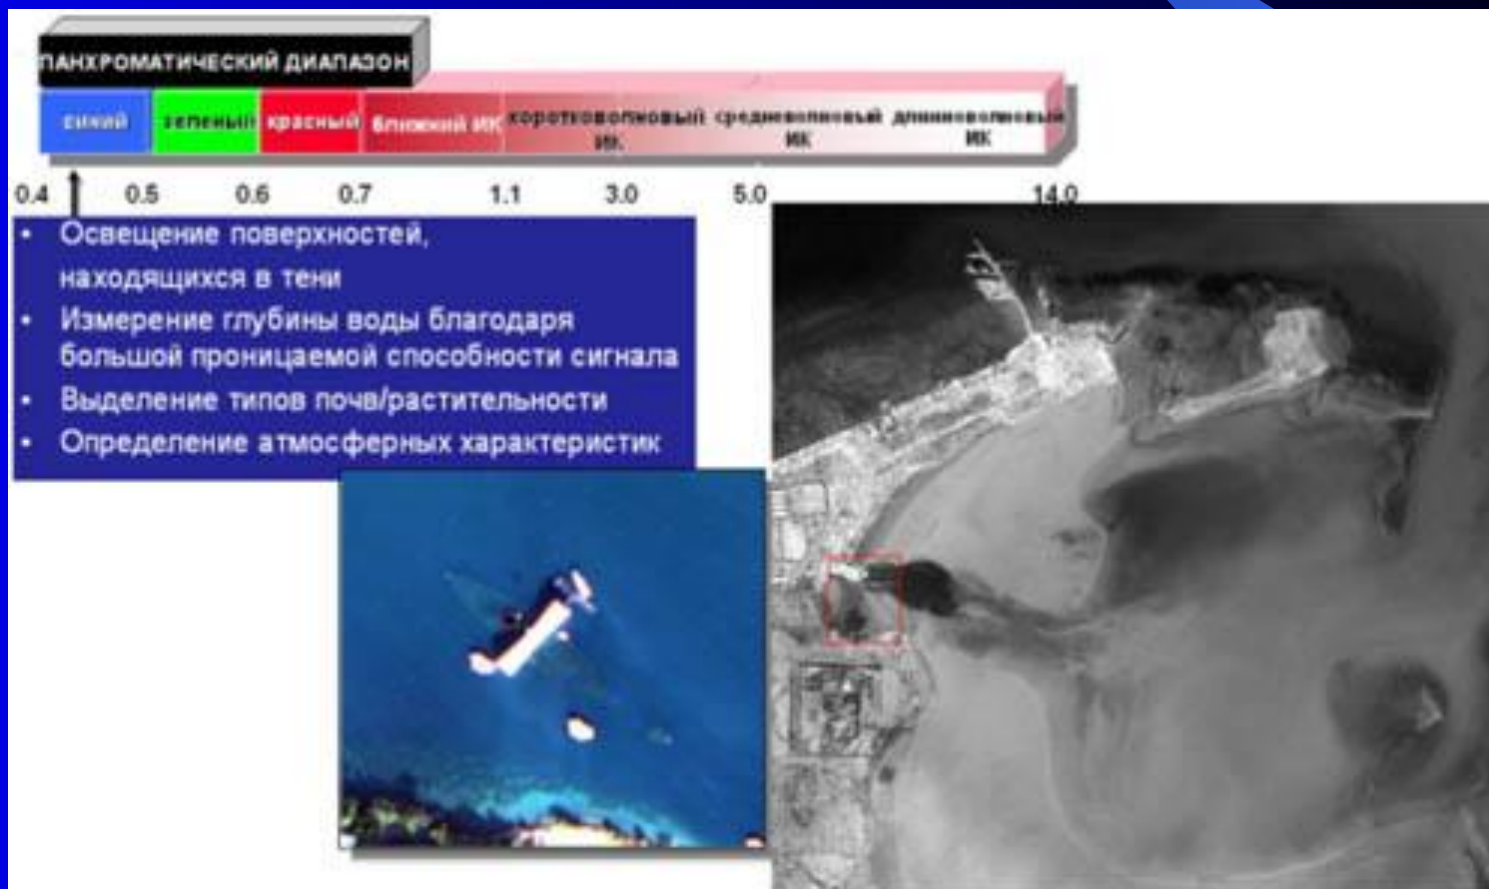 ПАНХРОМАТИЧЕСКИЙ ДИАПАЗОН
синий зеленый красный ближний ИК коротковолновый ИК средневолновый ИК длинноволновый ИК
0.4 0.5 0.6 0.7 1.1 3.0 5.0 14.0
• Освещение поверхностей,
находящихся в тени
• Измерение глубины воды благодаря
большой проницаемой способности сигнала
• Выделение типов почв/растительности
• Определение атмосферных характеристик